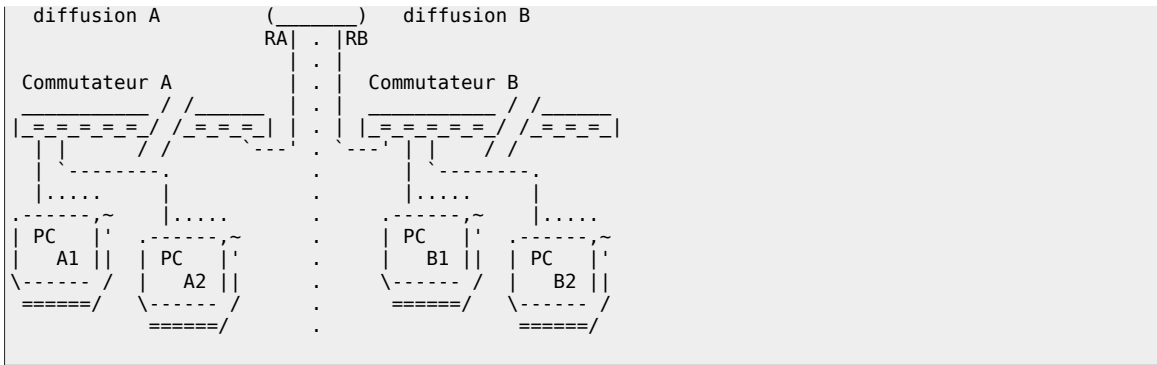 diffusion A diffusion B
RA RB
Commutateur A Commutateur B
PC PC
A1 PC B1 PC
A2 B2